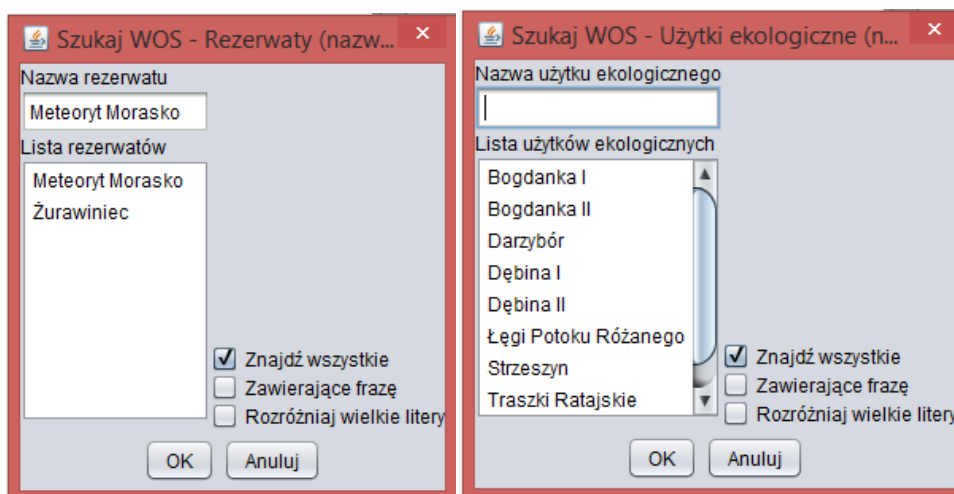 Szukaj WOS - Rezerwaty (nazw...
Nazwa rezerwatu
Meteoryt Morasko
Lista rezerwatów
Meteoryt Morasko
Żurawiniec
Znajdź wszystkie
Zawierające frazę
Rozróżniaj wielkie litery
OK
Anuluj
Szukaj WOS - Użytki ekologiczne (n...
Nazwa użytku ekologicznego
Lista użytków ekologicznych
Bogdanka I
Bogdanka II
Darzybór
Dębina I
Dębina II
Łęgi Potoku Różanego
Strzeszyn
Traszki Ratajskie
Znajdź wszystkie
Zawierające frazę
Rozróżniaj wielkie litery
OK
Anuluj